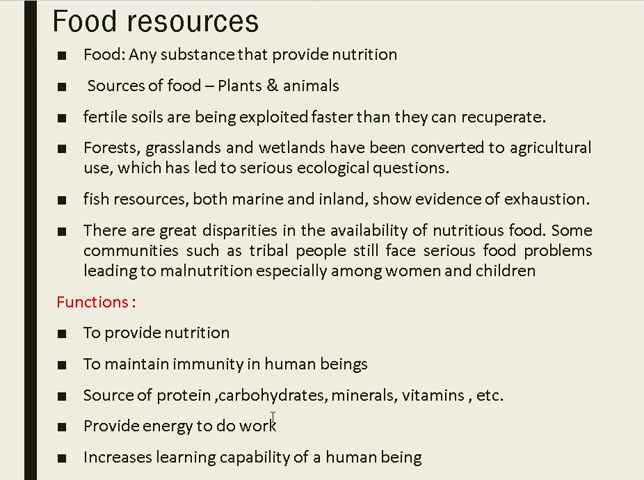 Food resources
■ Food: Any substance that provide nutrition
■ Sources of food – Plants & animals
■ fertile soils are being exploited faster than they can recuperate.
■ Forests, grasslands and wetlands have been converted to agricultural
use, which has led to serious ecological questions.
■ fish resources, both marine and inland, show evidence of exhaustion.
■ There are great disparities in the availability of nutritious food. Some
communities such as tribal people still face serious food problems
leading to malnutrition especially among women and children
Functions :
■ To provide nutrition
■ To maintain immunity in human beings
■ Source of protein ,carbohydrates, minerals, vitamins , etc.
■ Provide energy to do work
■ Increases learning capability of a human being